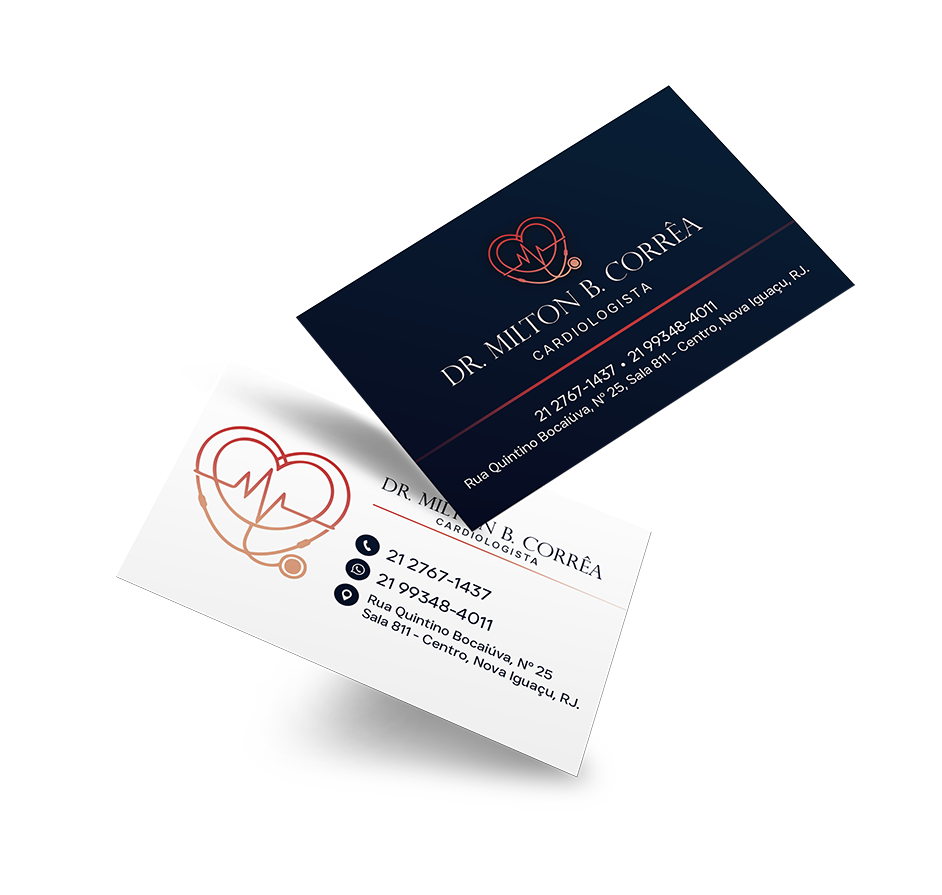 DR. MILTON B. CORRÊA
CARDIOLOGISTA
21 2767-1437 • 21 99348-4011
Rua Quintino Bocaiúva, Nº 25, Sala 811 - Centro, Nova Iguaçu, RJ.
DR. MILTON B. CORRÊA
CARDIOLOGISTA
21 2767-1437
21 99348-4011
Rua Quintino Bocaiúva, Nº 25
Sala 811 - Centro, Nova Iguaçu, RJ.